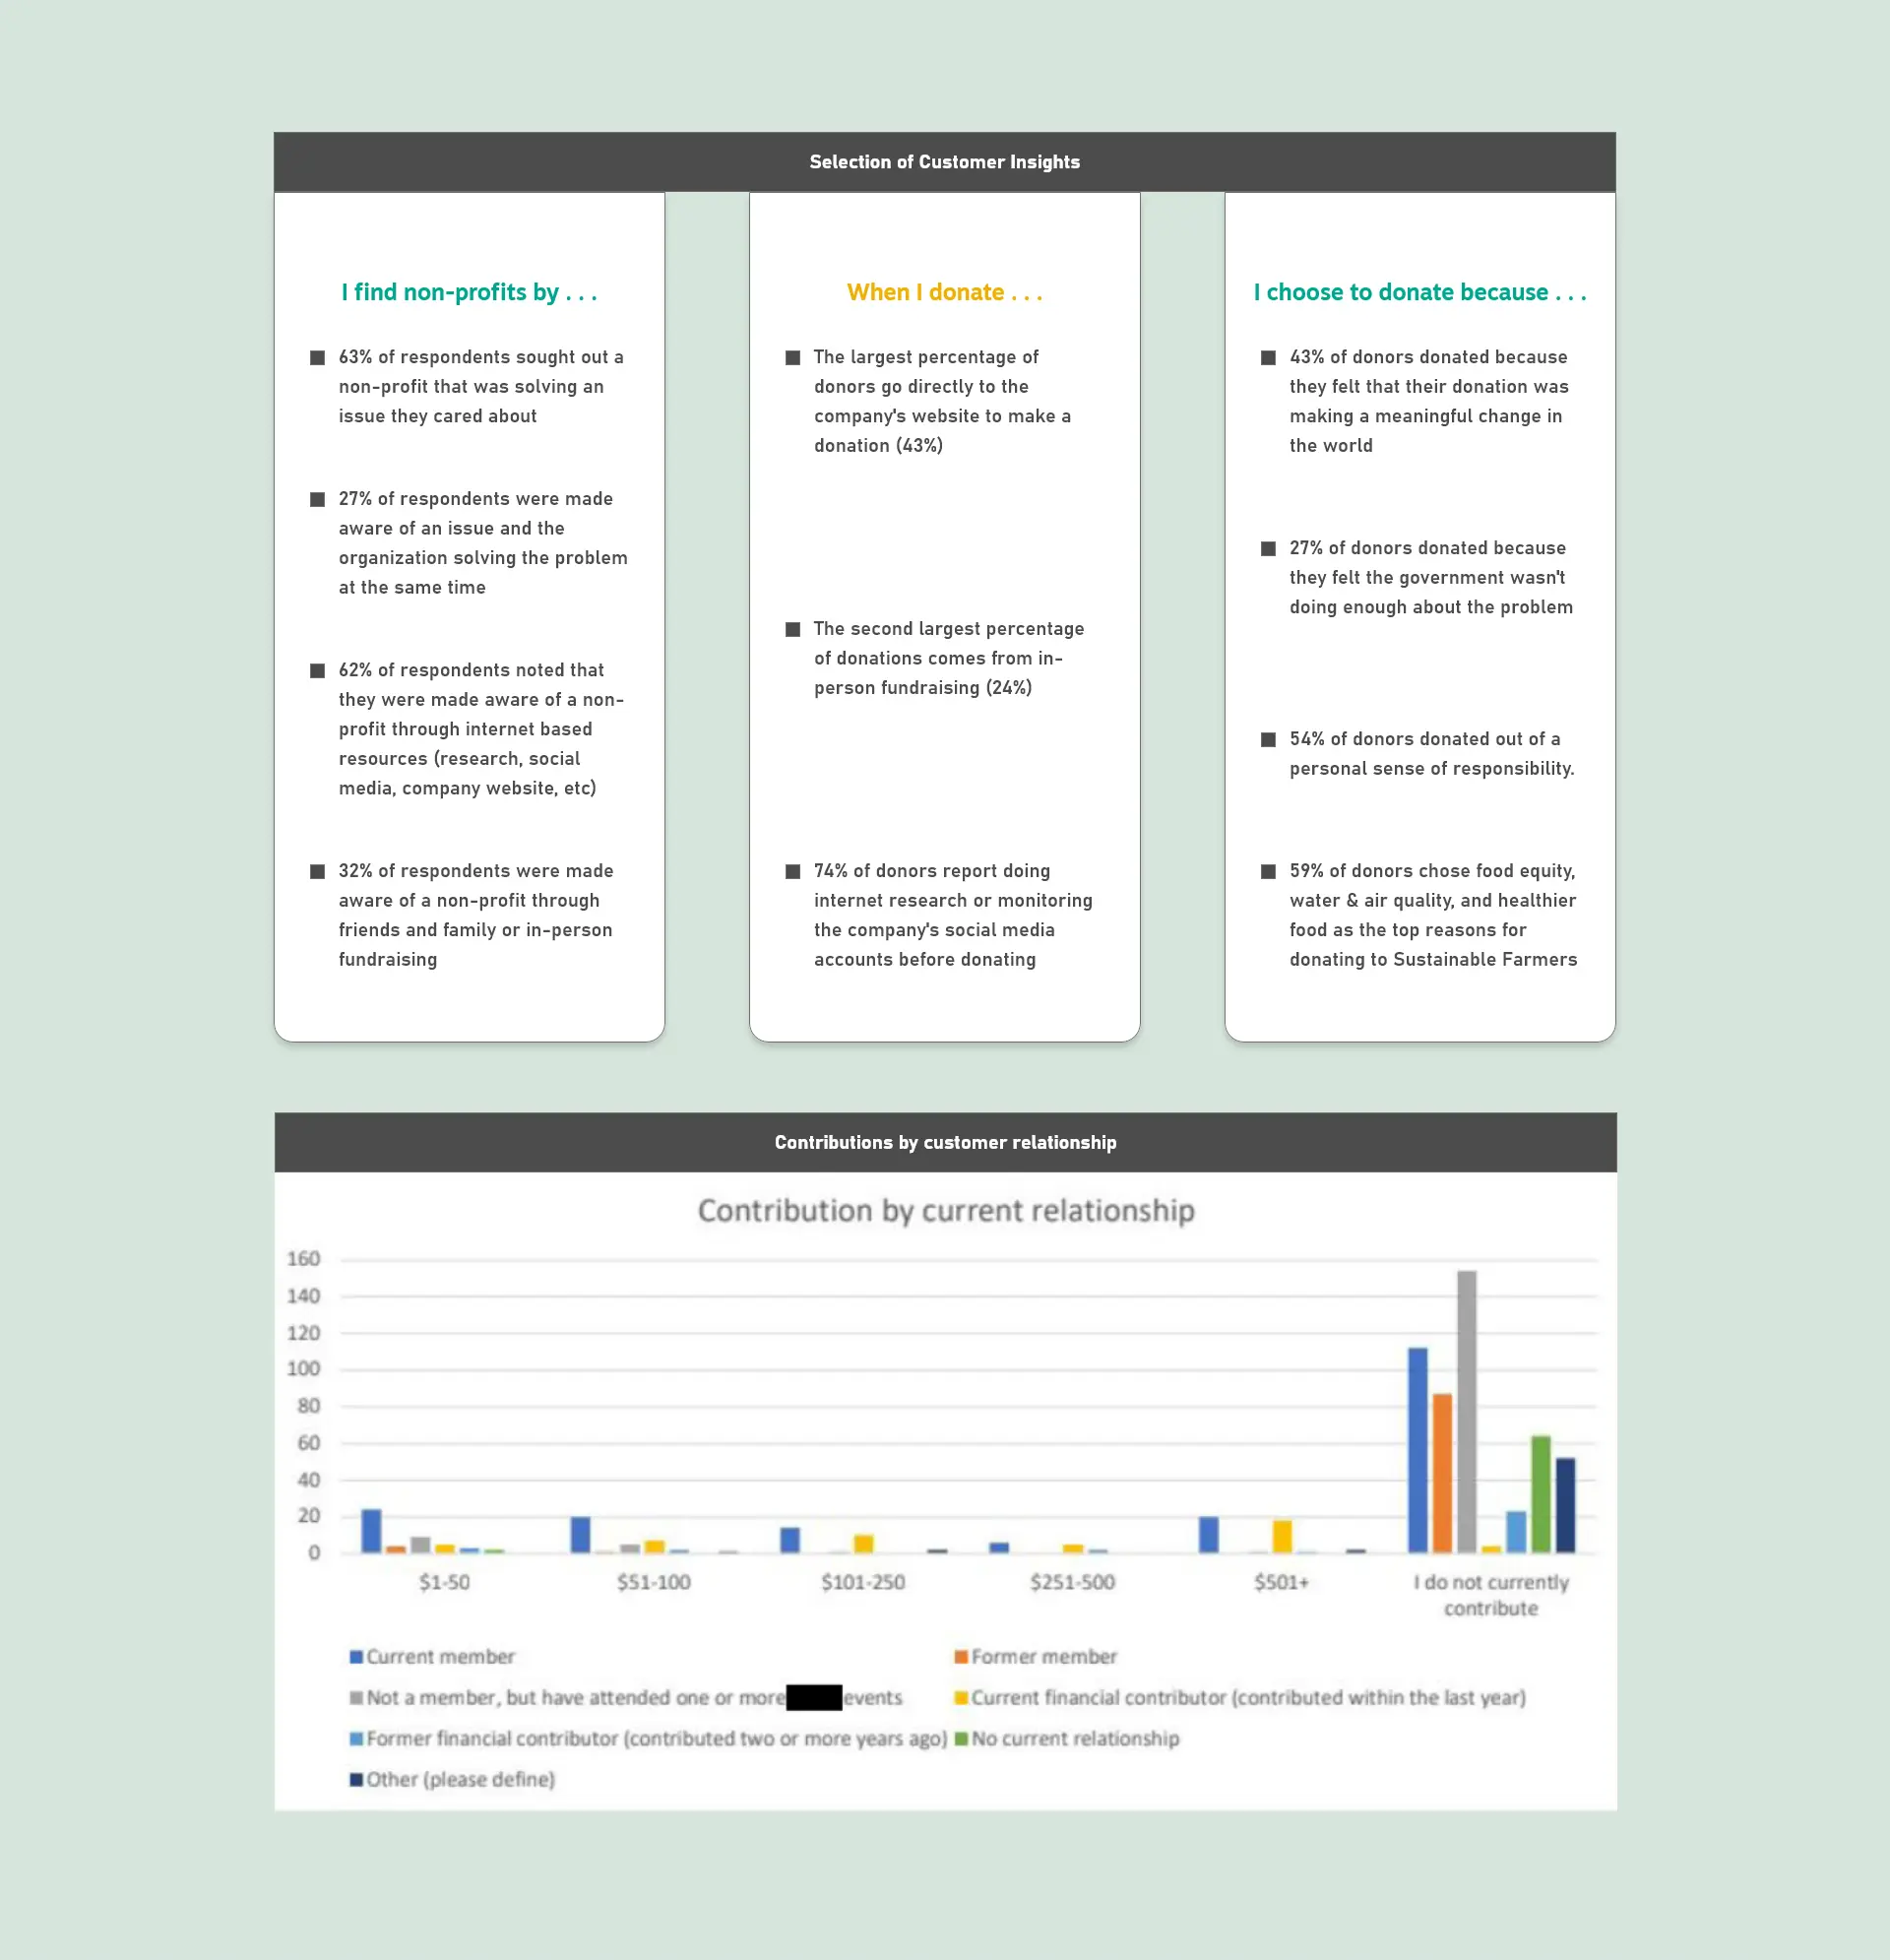 Selection of Customer Insights
I find non-profits by . . .
63% of respondents sought out a
non-profit that was solving an
issue they cared about
27% of respondents were made
aware of an issue and the
organization solving the problem
at the same time
62% of respondents noted that
they were made aware of a non-
profit through internet based
resources (research, social
media, company website, etc)
32% of respondents were made
aware of a non-profit through
friends and family or in-person
fundraising
When I donate . . .
The largest percentage of
donors go directly to the
company's website to make a
donation (43%)
The second largest percentage
of donations comes from in-
person fundraising (24%)
74% of donors report doing
internet research or monitoring
the company's social media
accounts before donating
I choose to donate because . . .
43% of donors donated because
they felt that their donation was
making a meaningful change in
the world
27% of donors donated because
they felt the government wasn't
doing enough about the problem
54% of donors donated out of a
personal sense of responsibility.
59% of donors chose food equity,
water & air quality, and healthier
food as the top reasons for
donating to Sustainable Farmers
Contributions by customer relationship
Contribution by current relationship
160
140
120
100
80
60
40
20
0
$1-50
$51-100
$101-250
$251-500
$501+
I do not currently
contribute
Current member
Former member
Not a member, but have attended one or more events
Current financial contributor (contributed within the last year)
Former financial contributor (contributed two or more years ago)
No current relationship
Other (please define)